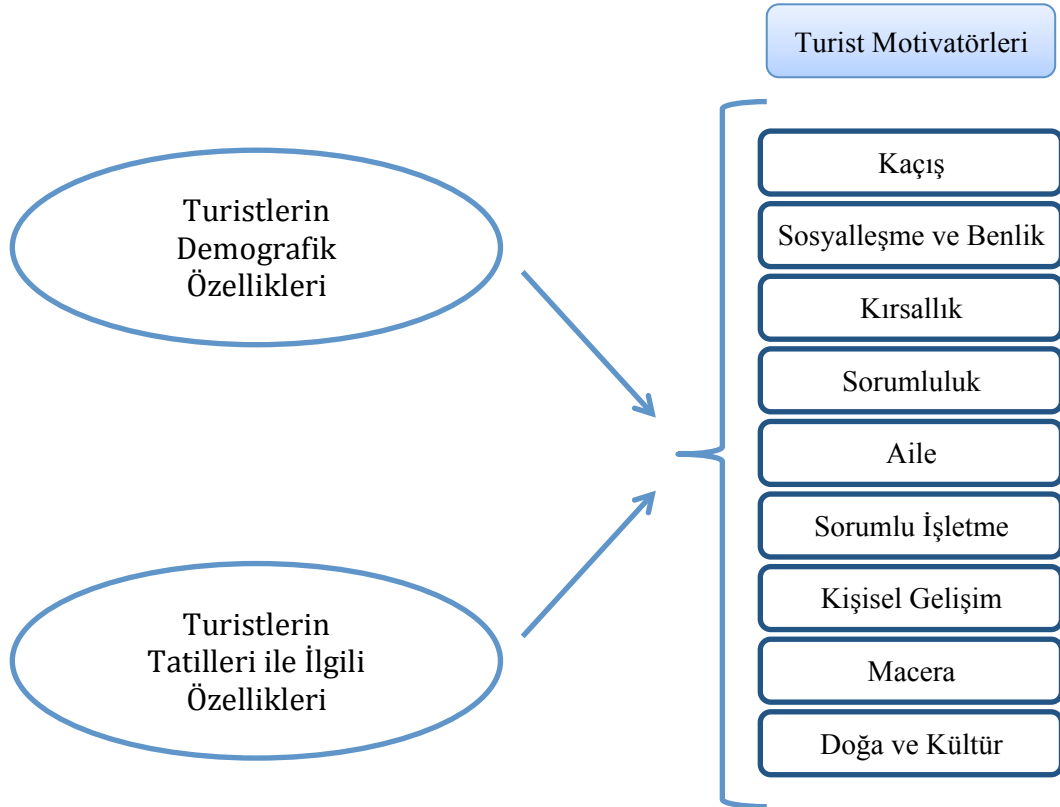 Turist Motivatörleri
Turistlerin
Demografik
Özellikleri
Turistlerin
Tatilleri ile İlgili
Özellikleri
Kaçış
Sosyalleşme ve Benlik
Kırsallık
Sorumluluk
Aile
Sorumlu İşletme
Kişisel Gelişim
Macera
Doğa ve Kültür